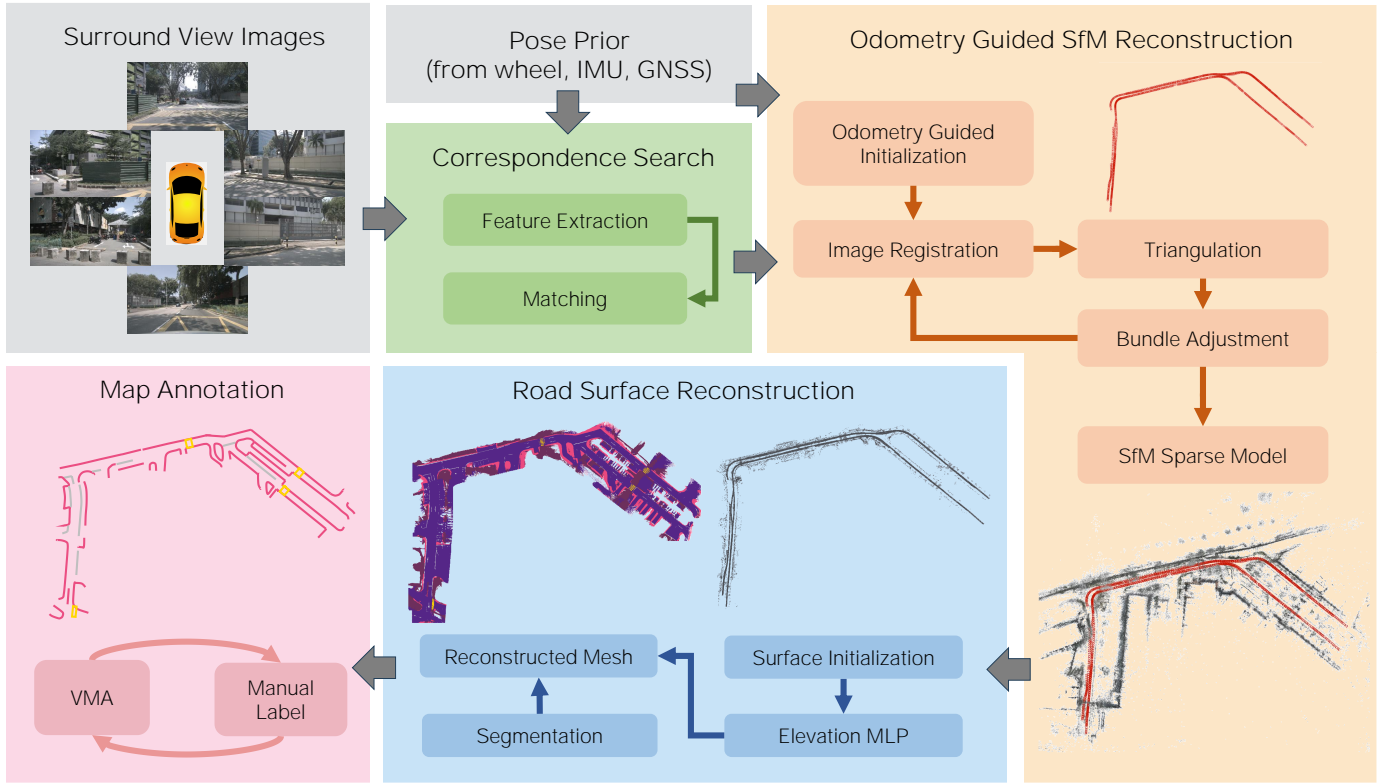 Surround View Images
Pose Prior
(from wheel, IMU, GNSS)
Correspondence Search
Feature Extraction
Matching
Odometry Guided SfM Reconstruction
Odometry Guided
Initialization
Image Registration
Triangulation
Bundle Adjustment
SfM Sparse Model
Map Annotation
VMA
Manual
Label
Road Surface Reconstruction
Reconstructed Mesh
Surface Initialization
Segmentation
Elevation MLP